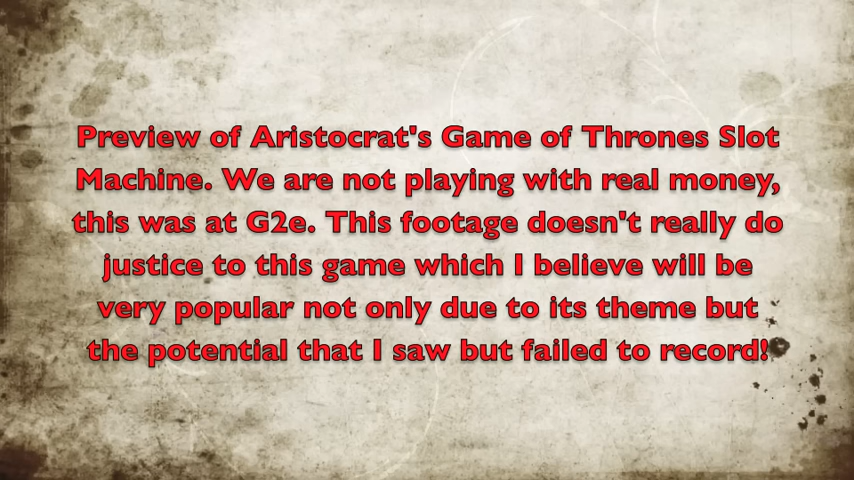 Preview of Aristocrat's Game of Thrones Slot
Machine. We are not playing with real money,
this was at G2e. This footage doesn't really do
justice to this game which I believe will be
very popular not only due to its theme but
the potential that I saw but failed to record!